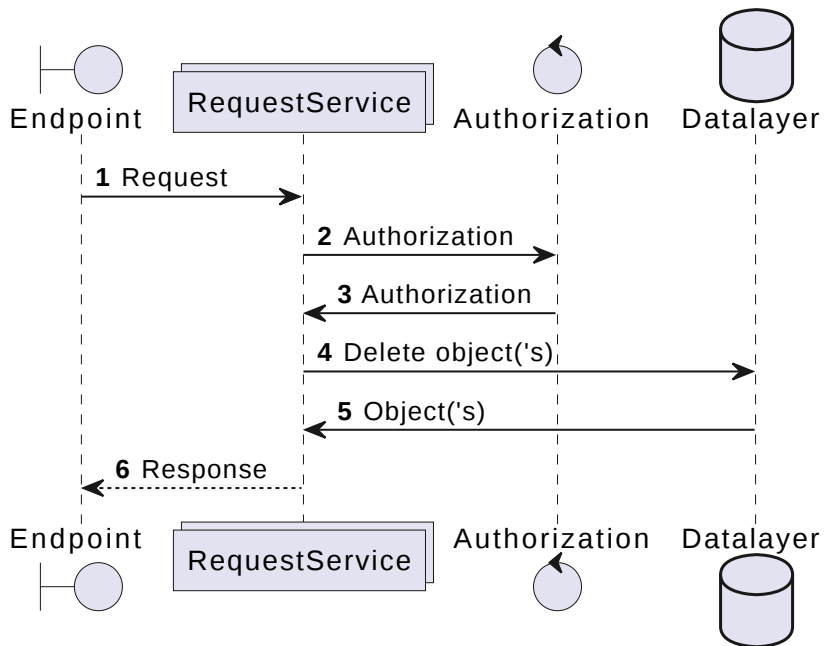 Endpoint
RequestService
Authorization
Datalayer
1 Request
2 Authorization
3 Authorization
4 Delete object('s)
5 Object('s)
6 Response
Endpoint
RequestService
Authorization
Datalayer